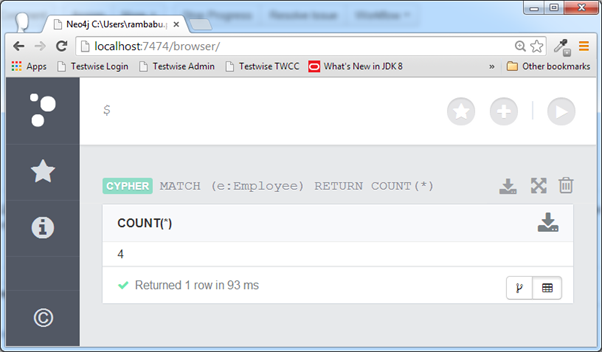 Neo4j C:\Users\rambabu.
localhost:7474/browser/
Apps Testwise Login Testwise Admin Testwise TWCC What's New in JDK 8 » Other bookmarks
$
CYPHER MATCH (e:Employee) RETURN COUNT(*)
COUNT(*)
4
Returned 1 row in 93 ms